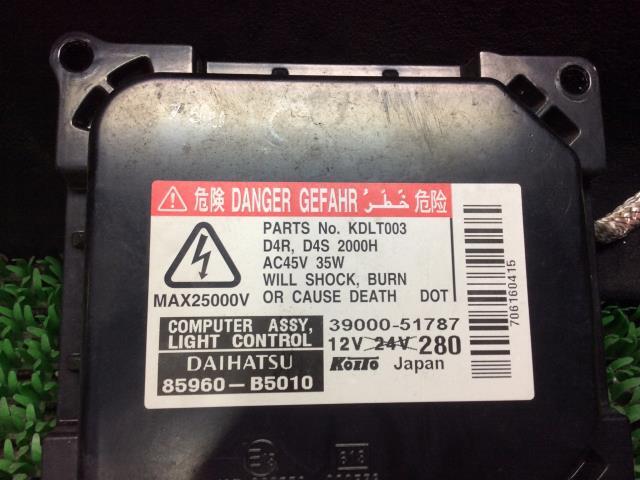 危険 DANGER GEFAHR خَطَر 危险
PARTS No. KDLT003
D4R, D4S 2000H
AC45V 35W
WILL SHOCK, BURN
OR CAUSE DEATH DOT
MAX25000V
706160415
COMPUTER ASSY,
LIGHT CONTROL
DAIHATSU
85960-B5010
39000-51787
12V 24V 280
KOITO Japan